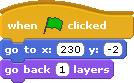 when clicked
go to x: 230 y: -2
go back 1 layers